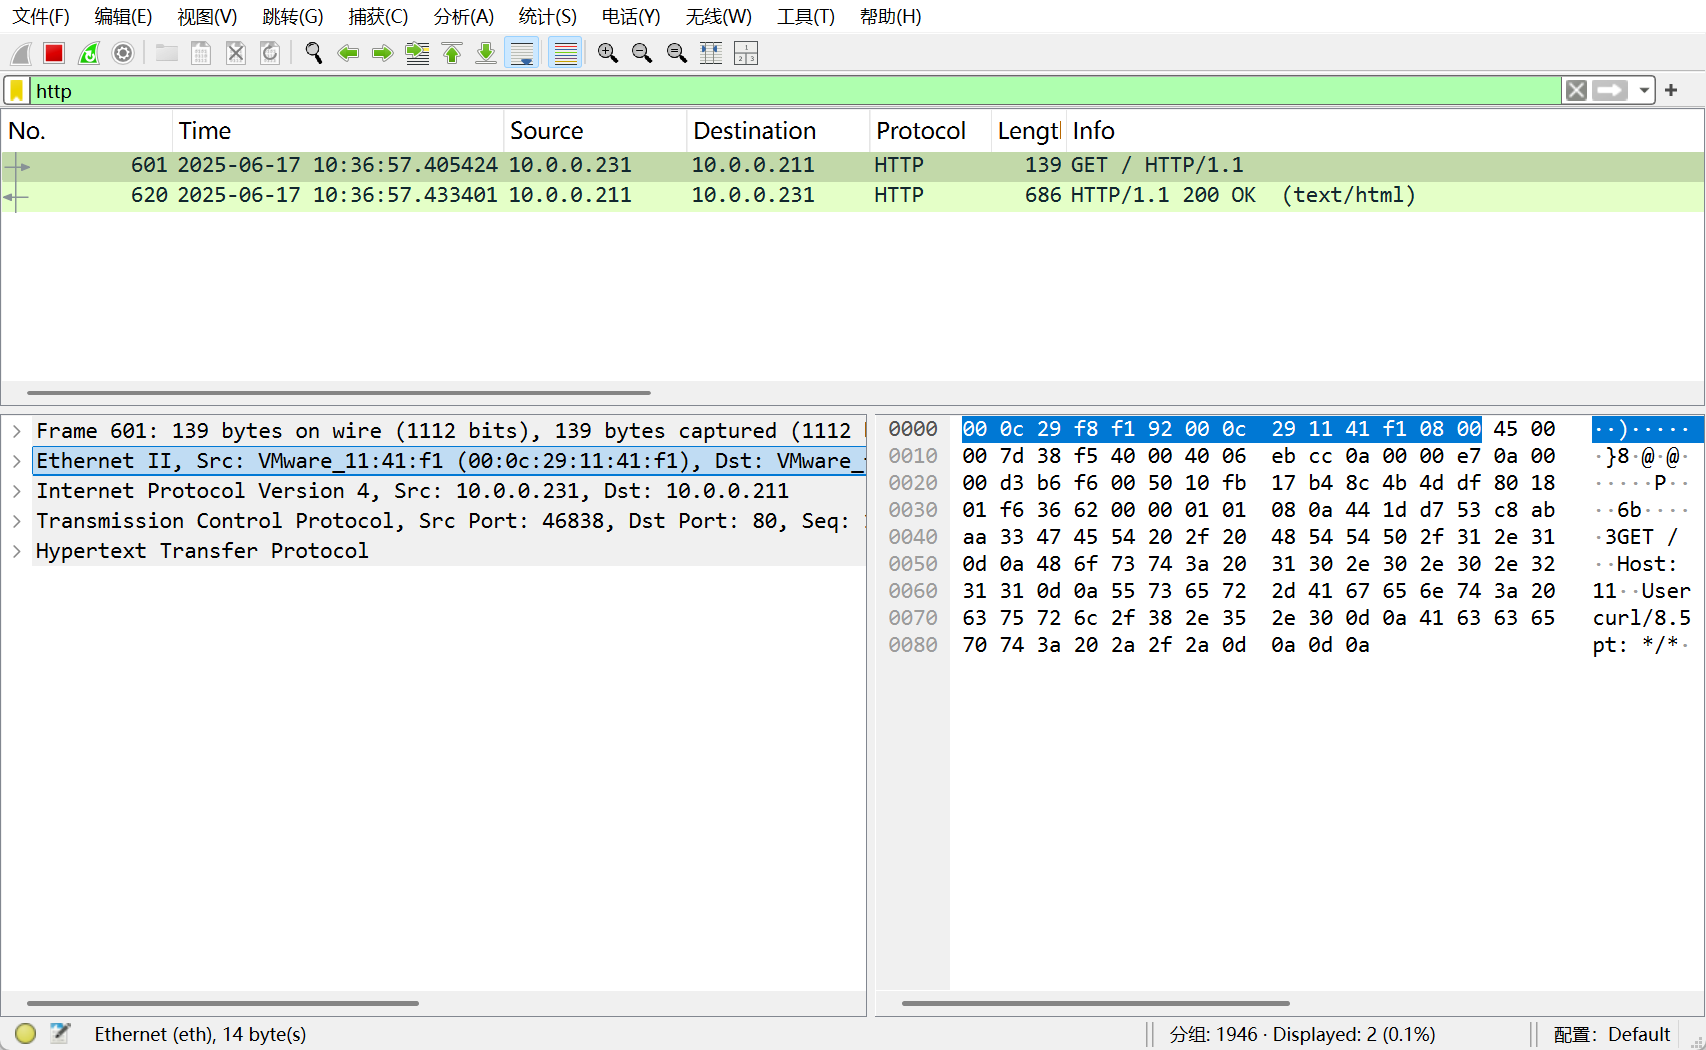 文件(F) 编辑(E) 视图(V) 跳转(G) 捕获(C) 分析(A) 统计(S) 电话(Y) 无线(W) 工具(T) 帮助(H)
http
No. Time Source Destination Protocol Lengtl Info
601 2025-06-17 10:36:57.405424 10.0.0.231 10.0.0.211 HTTP 139 GET / HTTP/1.1
620 2025-06-17 10:36:57.433401 10.0.0.211 10.0.0.231 HTTP 686 HTTP/1.1 200 OK (text/html)
Frame 601: 139 bytes on wire (1112 bits), 139 bytes captured (1112
Ethernet II, Src: VMware_11:41:f1 (00:0c:29:11:41:f1), Dst: VMware_
Internet Protocol Version 4, Src: 10.0.0.231, Dst: 10.0.0.211
Transmission Control Protocol, Src Port: 46838, Dst Port: 80, Seq:
Hypertext Transfer Protocol
0000 00 0c 29 f8 f1 92 00 0c 29 11 41 f1 08 00 45 00 ··)·····
0010 00 7d 38 f5 40 00 40 06 eb cc 0a 00 00 e7 0a 00 ·}8·@·@·
0020 00 d3 b6 f6 00 50 10 fb 17 b4 8c 4b 4d df 80 18 ·····P··
0030 01 f6 36 62 00 00 01 01 08 0a 44 1d d7 53 c8 ab ··6b····
0040 aa 33 47 45 54 20 2f 20 48 54 54 50 2f 31 2e 31 ·3GET /
0050 0d 0a 48 6f 73 74 3a 20 31 30 2e 30 2e 30 2e 32 ··Host:
0060 31 31 0d 0a 55 73 65 72 2d 41 67 65 6e 74 3a 20 11··User
0070 63 75 72 6c 2f 38 2e 35 2e 30 0d 0a 41 63 63 65 curl/8.5
0080 70 74 3a 20 2a 2f 2a 0d 0a 0d 0a pt: */*·
Ethernet (eth), 14 byte(s) 分组: 1946 · Displayed: 2 (0.1%) 配置: Default